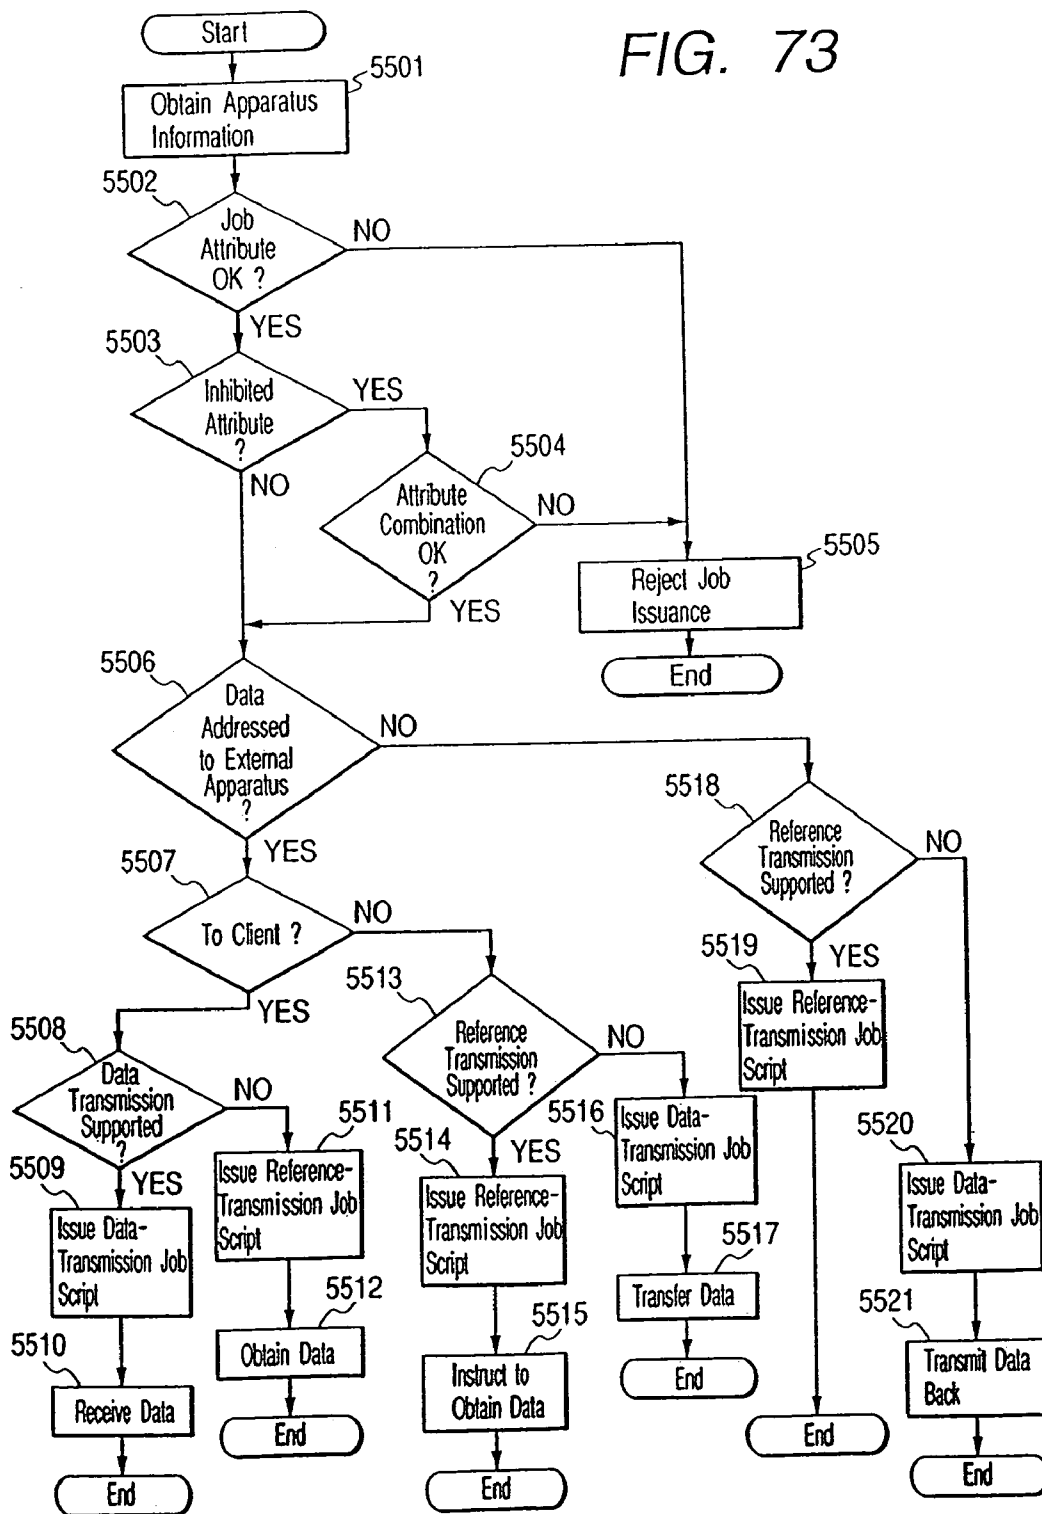 FIG. 73
Start
5501
Obtain Apparatus
Information
5502
Job
Attribute
OK ?
NO
YES
5503
Inhibited
Attribute
?
YES
NO
5504
Attribute
Combination
OK
?
NO
YES
5505
Reject Job
Issuance
End
5506
Data
Addressed
to External
Apparatus
?
NO
YES
5507
To Client ?
NO
YES
5508
Data
Transmission
Supported
?
NO
YES
5509
Issue Data-
Transmission Job
Script
5510
Receive Data
End
5511
Issue Reference-
Transmission Job
Script
5512
Obtain Data
End
5513
Reference
Transmission
Supported ?
NO
YES
5514
Issue Reference-
Transmission Job
Script
5515
Instruct to
Obtain Data
End
5516
Issue Data-
Transmission Job
Script
5517
Transfer Data
End
5518
Reference
Transmission
Supported ?
NO
YES
5519
Issue Reference-
Transmission Job
Script
End
5520
Issue Data-
Transmission Job
Script
5521
Transmit Data
Back
End